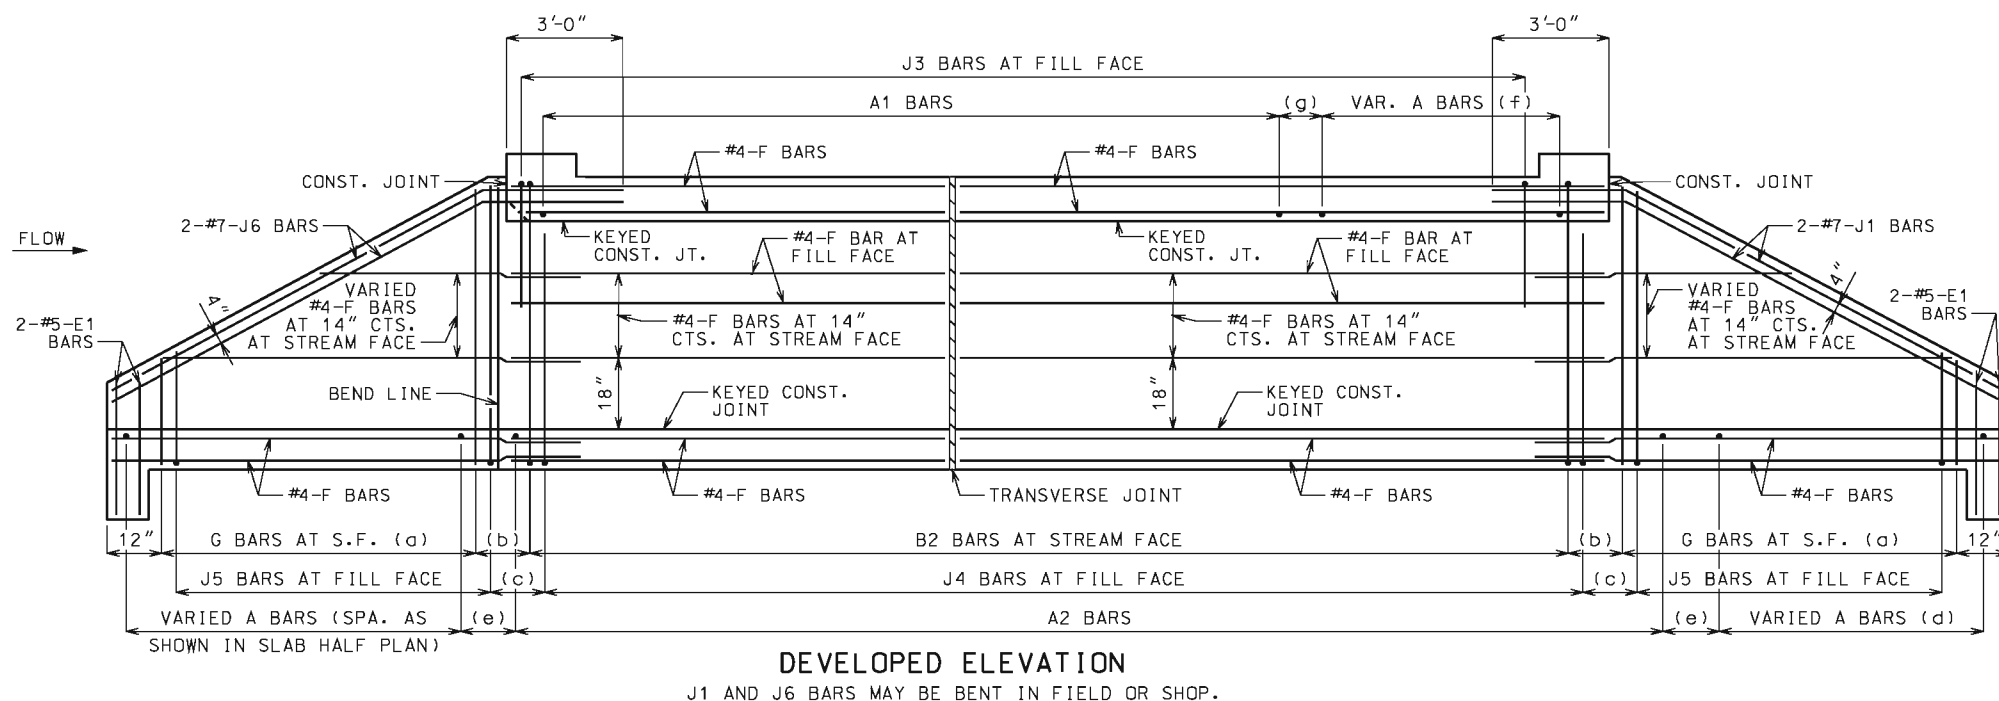 3'-0"
3'-0"
J3 BARS AT FILL FACE
A1 BARS
(g)
VAR. A BARS (f)
#4-F BARS
#4-F BARS
CONST. JOINT
CONST. JOINT
2-#7-J6 BARS
2-#7-J1 BARS
FLOW
KEYED
CONST. JT.
#4-F BAR AT
FILL FACE
KEYED
CONST. JT.
#4-F BAR AT
FILL FACE
VARIED
#4-F BARS
AT 14" CTS.
AT STREAM FACE
4"
2-#5-E1
BARS
#4-F BARS AT 14"
CTS. AT STREAM FACE
#4-F BARS AT 14"
CTS. AT STREAM FACE
VARIED
#4-F BARS
AT 14" CTS.
AT STREAM FACE
4"
2-#5-E1
BARS
BEND LINE
18"
KEYED CONST.
JOINT
18"
KEYED CONST.
JOINT
#4-F BARS
#4-F BARS
TRANSVERSE JOINT
#4-F BARS
#4-F BARS
12"
G BARS AT S.F. (a)
(b)
B2 BARS AT STREAM FACE
(b)
G BARS AT S.F. (a)
12"
J5 BARS AT FILL FACE
(c)
J4 BARS AT FILL FACE
(c)
J5 BARS AT FILL FACE
VARIED A BARS (SPA. AS
SHOWN IN SLAB HALF PLAN)
(e)
A2 BARS
(e)
VARIED A BARS (d)
DEVELOPED ELEVATION
J1 AND J6 BARS MAY BE BENT IN FIELD OR SHOP.